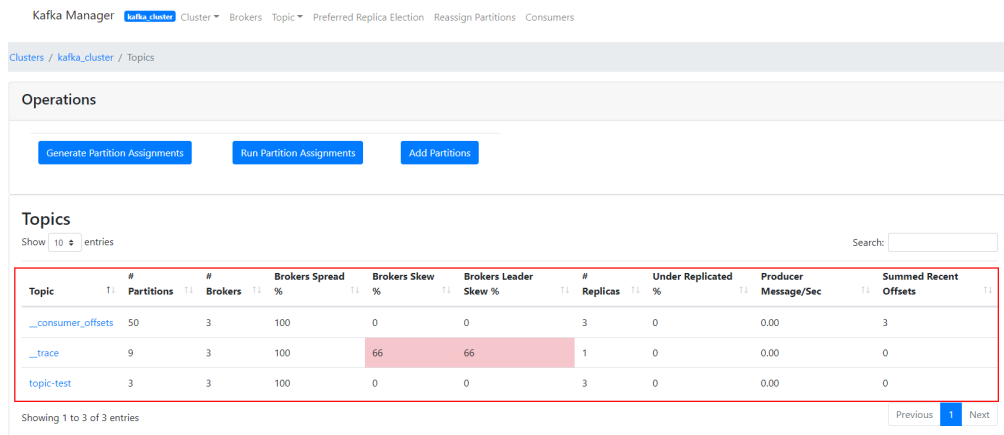 Kafka Manager kafka_cluster Cluster Brokers Topic Preferred Replica Election Reassign Partitions Consumers
Clusters / kafka_cluster / Topics
Operations
Generate Partition Assignments Run Partition Assignments Add Partitions
Topics
Show 10 entries Search:
Topic # Partitions # Brokers Brokers Spread % Brokers Skew % Brokers Leader Skew % # Replicas Under Replicated % Producer Message/Sec Summed Recent Offsets
__consumer_offsets 50 3 100 0 0 3 0 0.00 3
__trace 9 3 100 66 66 1 0 0.00 0
topic-test 3 3 100 0 0 3 0 0.00 0
Showing 1 to 3 of 3 entries Previous 1 Next